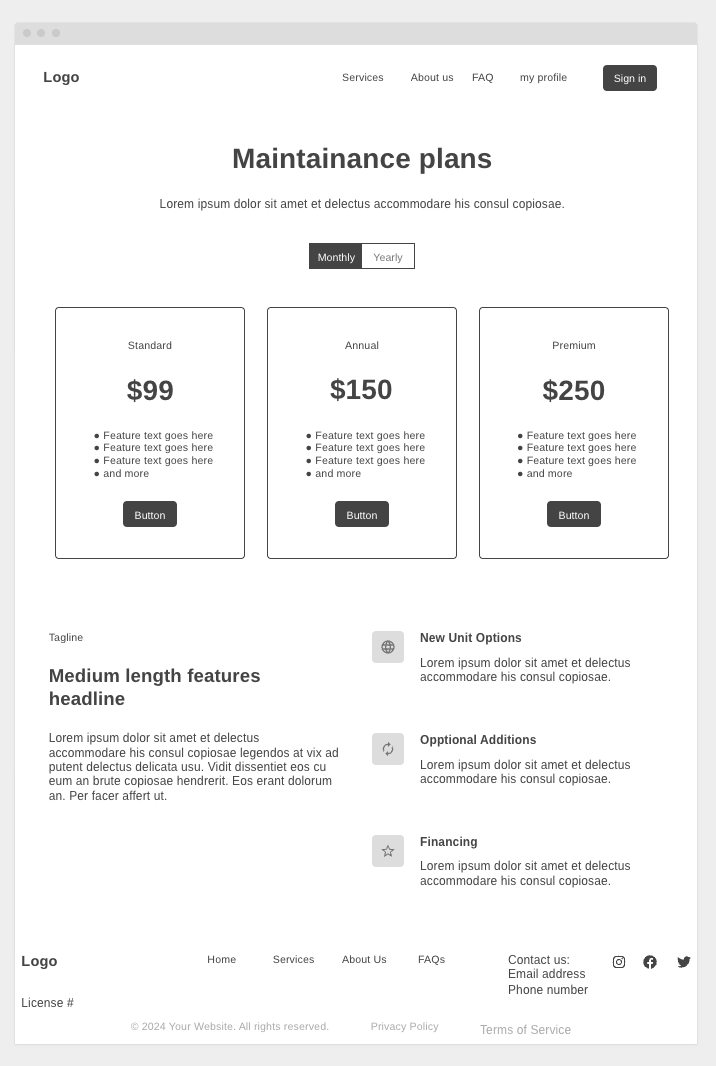 Logo
Services About us FAQ my profile Sign in
Maintainance plans
Lorem ipsum dolor sit amet et delectus accommodare his consul copiosae.
Monthly Yearly
Standard
$99
● Feature text goes here
● Feature text goes here
● Feature text goes here
● and more
Button
Annual
$150
● Feature text goes here
● Feature text goes here
● Feature text goes here
● and more
Button
Premium
$250
● Feature text goes here
● Feature text goes here
● Feature text goes here
● and more
Button
Tagline
Medium length features
headline
Lorem ipsum dolor sit amet et delectus
accommodare his consul copiosae legendos at vix ad
putent delectus delicata usu. Vidit dissentiet eos cu
eum an brute copiosae hendrerit. Eos erant dolorum
an. Per facer affert ut.
New Unit Options
Lorem ipsum dolor sit amet et delectus
accommodare his consul copiosae.
Opptional Additions
Lorem ipsum dolor sit amet et delectus
accommodare his consul copiosae.
Financing
Lorem ipsum dolor sit amet et delectus
accommodare his consul copiosae.
Logo
Home Services About Us FAQs
Contact us:
Email address
Phone number
License #
© 2024 Your Website. All rights reserved. Privacy Policy Terms of Service